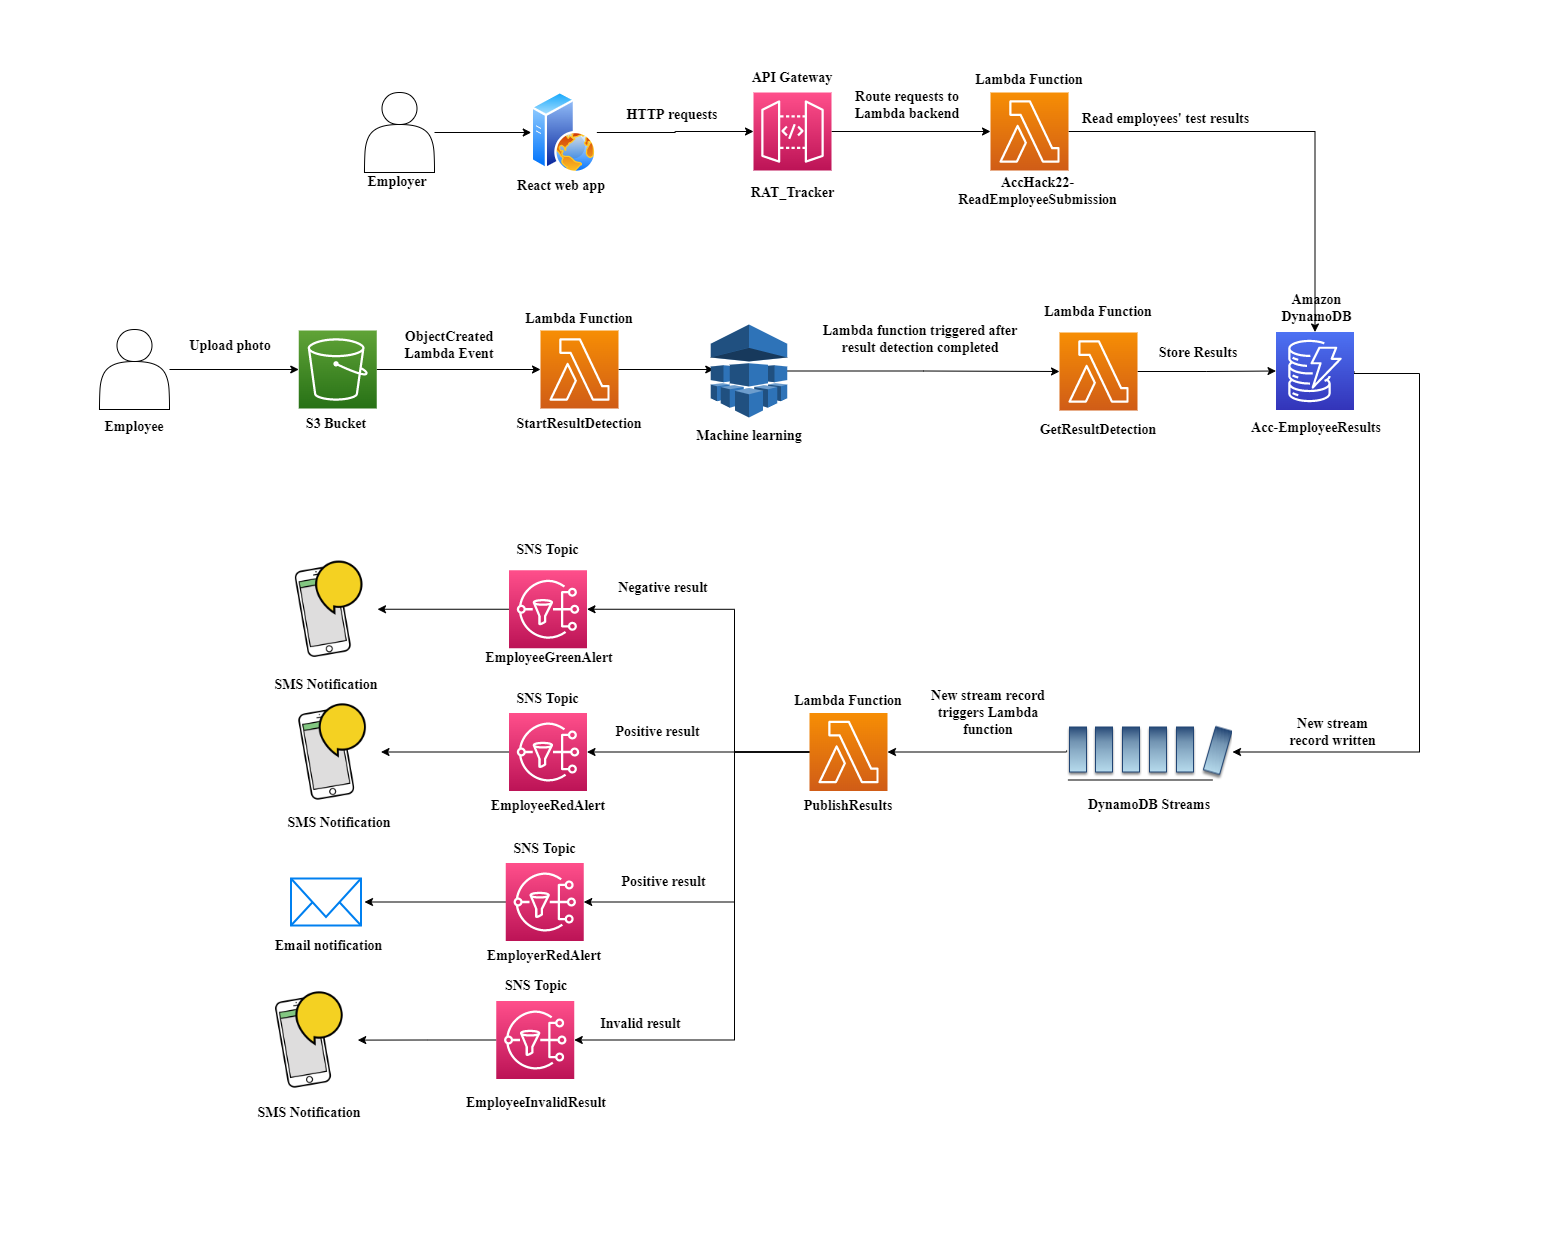 API Gateway
Lambda Function
HTTP requests
Route requests to
Lambda backend
Read employees' test results
Employer
React web app
RAT_Tracker
AccHack22-
ReadEmployeeSubmission
Amazon
DynamoDB
Lambda Function
Lambda Function
Upload photo
ObjectCreated
Lambda Event
Lambda function triggered after
result detection completed
Store Results
Employee
S3 Bucket
StartResultDetection
Machine learning
GetResultDetection
Acc-EmployeeResults
SNS Topic
Negative result
EmployeeGreenAlert
SMS Notification
SNS Topic
Positive result
Lambda Function
New stream record
triggers Lambda
function
New stream
record written
EmployeeRedAlert
PublishResults
DynamoDB Streams
SMS Notification
SNS Topic
Positive result
EmployerRedAlert
Email notification
SNS Topic
Invalid result
EmployeeInvalidResult
SMS Notification